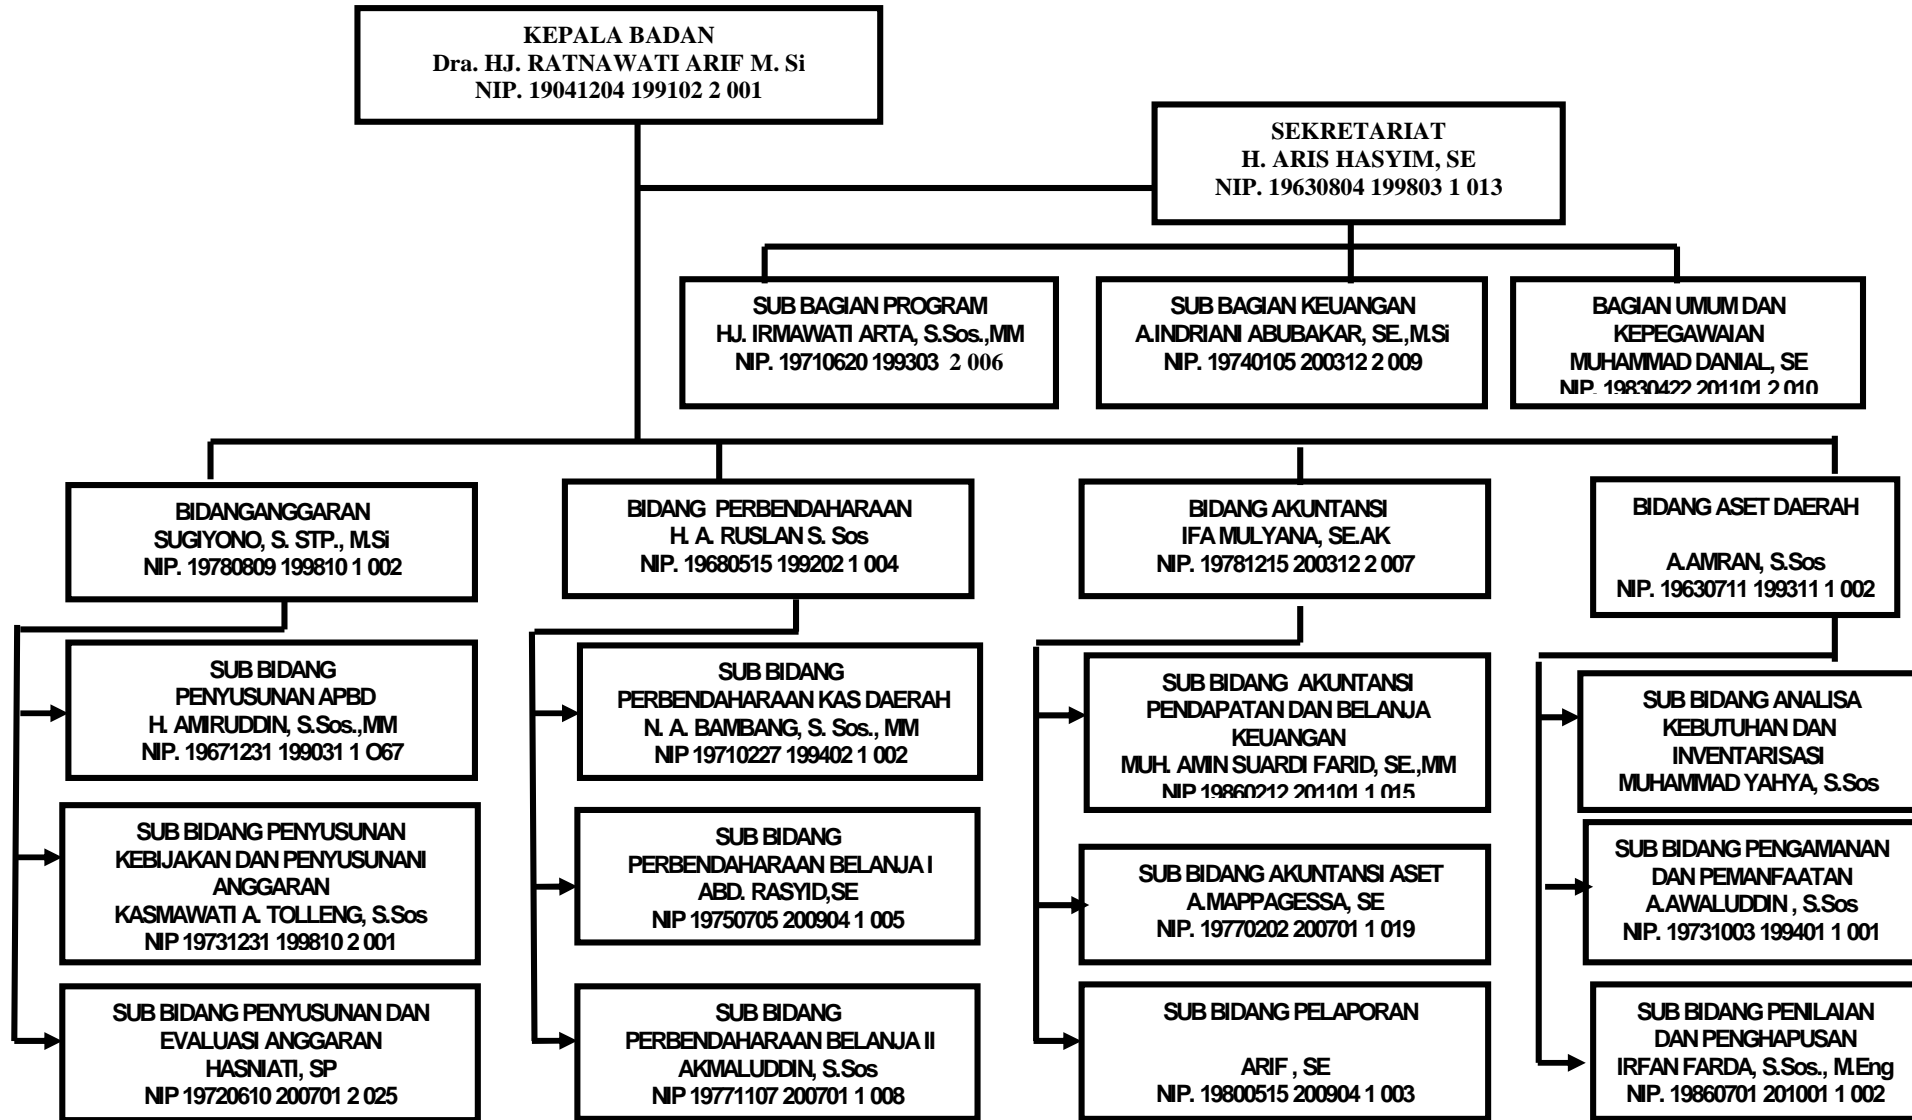 KEPALA BADAN
Dra. HJ. RATNAWATI ARIF M. Si
NIP. 19041204 199102 2 001
SEKRETARIAT
H. ARIS HASYIM, SE
NIP. 19630804 199803 1 013
SUB BAGIAN PROGRAM
HJ. IRMAWATI ARTA, S.Sos.,MM
NIP. 19710620 199303 2 006
SUB BAGIAN KEUANGAN
A.INDRIANI ABUBAKAR, SE.,M.Si
NIP. 19740105 200312 2 009
BAGIAN UMUM DAN
KEPEGAWAIAN
MUHAMMAD DANIAL, SE
NIP. 19830422 201101 2 010
BIDANGANGGARAN
SUGIYONO, S. STP., M.Si
NIP. 19780809 199810 1 002
BIDANG PERBENDAHARAAN
H. A. RUSLAN S. Sos
NIP. 19680515 199202 1 004
BIDANG AKUNTANSI
IFA MULYANA, SE.AK
NIP. 19781215 200312 2 007
BIDANG ASET DAERAH
A.AMRAN, S.Sos
NIP. 19630711 199311 1 002
SUB BIDANG
PENYUSUNAN APBD
H. AMIRUDDIN, S.Sos.,MM
NIP. 19671231 199031 1 O67
SUB BIDANG PENYUSUNAN
KEBIJAKAN DAN PENYUSUNANI
ANGGARAN
KASMAWATI A. TOLLENG, S.Sos
NIP 19731231 199810 2 001
SUB BIDANG PENYUSUNAN DAN
EVALUASI ANGGARAN
HASNIATI, SP
NIP 19720610 200701 2 025
SUB BIDANG
PERBENDAHARAAN KAS DAERAH
N. A. BAMBANG, S. Sos., MM
NIP 19710227 199402 1 002
SUB BIDANG
PERBENDAHARAAN BELANJA I
ABD. RASYID,SE
NIP 19750705 200904 1 005
SUB BIDANG
PERBENDAHARAAN BELANJA II
AKMALUDDIN, S.Sos
NIP 19771107 200701 1 008
SUB BIDANG AKUNTANSI
PENDAPATAN DAN BELANJA
KEUANGAN
MUH. AMIN SUARDI FARID, SE.,MM
NIP 19860212 201101 1 015
SUB BIDANG AKUNTANSI ASET
A.MAPPAGESSA, SE
NIP. 19770202 200701 1 019
SUB BIDANG PELAPORAN
ARIF , SE
NIP. 19800515 200904 1 003
SUB BIDANG ANALISA
KEBUTUHAN DAN
INVENTARISASI
MUHAMMAD YAHYA, S.Sos
SUB BIDANG PENGAMANAN
DAN PEMANFAATAN
A.AWALUDDIN , S.Sos
NIP. 19731003 199401 1 001
SUB BIDANG PENILAIAN
DAN PENGHAPUSAN
IRFAN FARDA, S.Sos., M.Eng
NIP. 19860701 201001 1 002